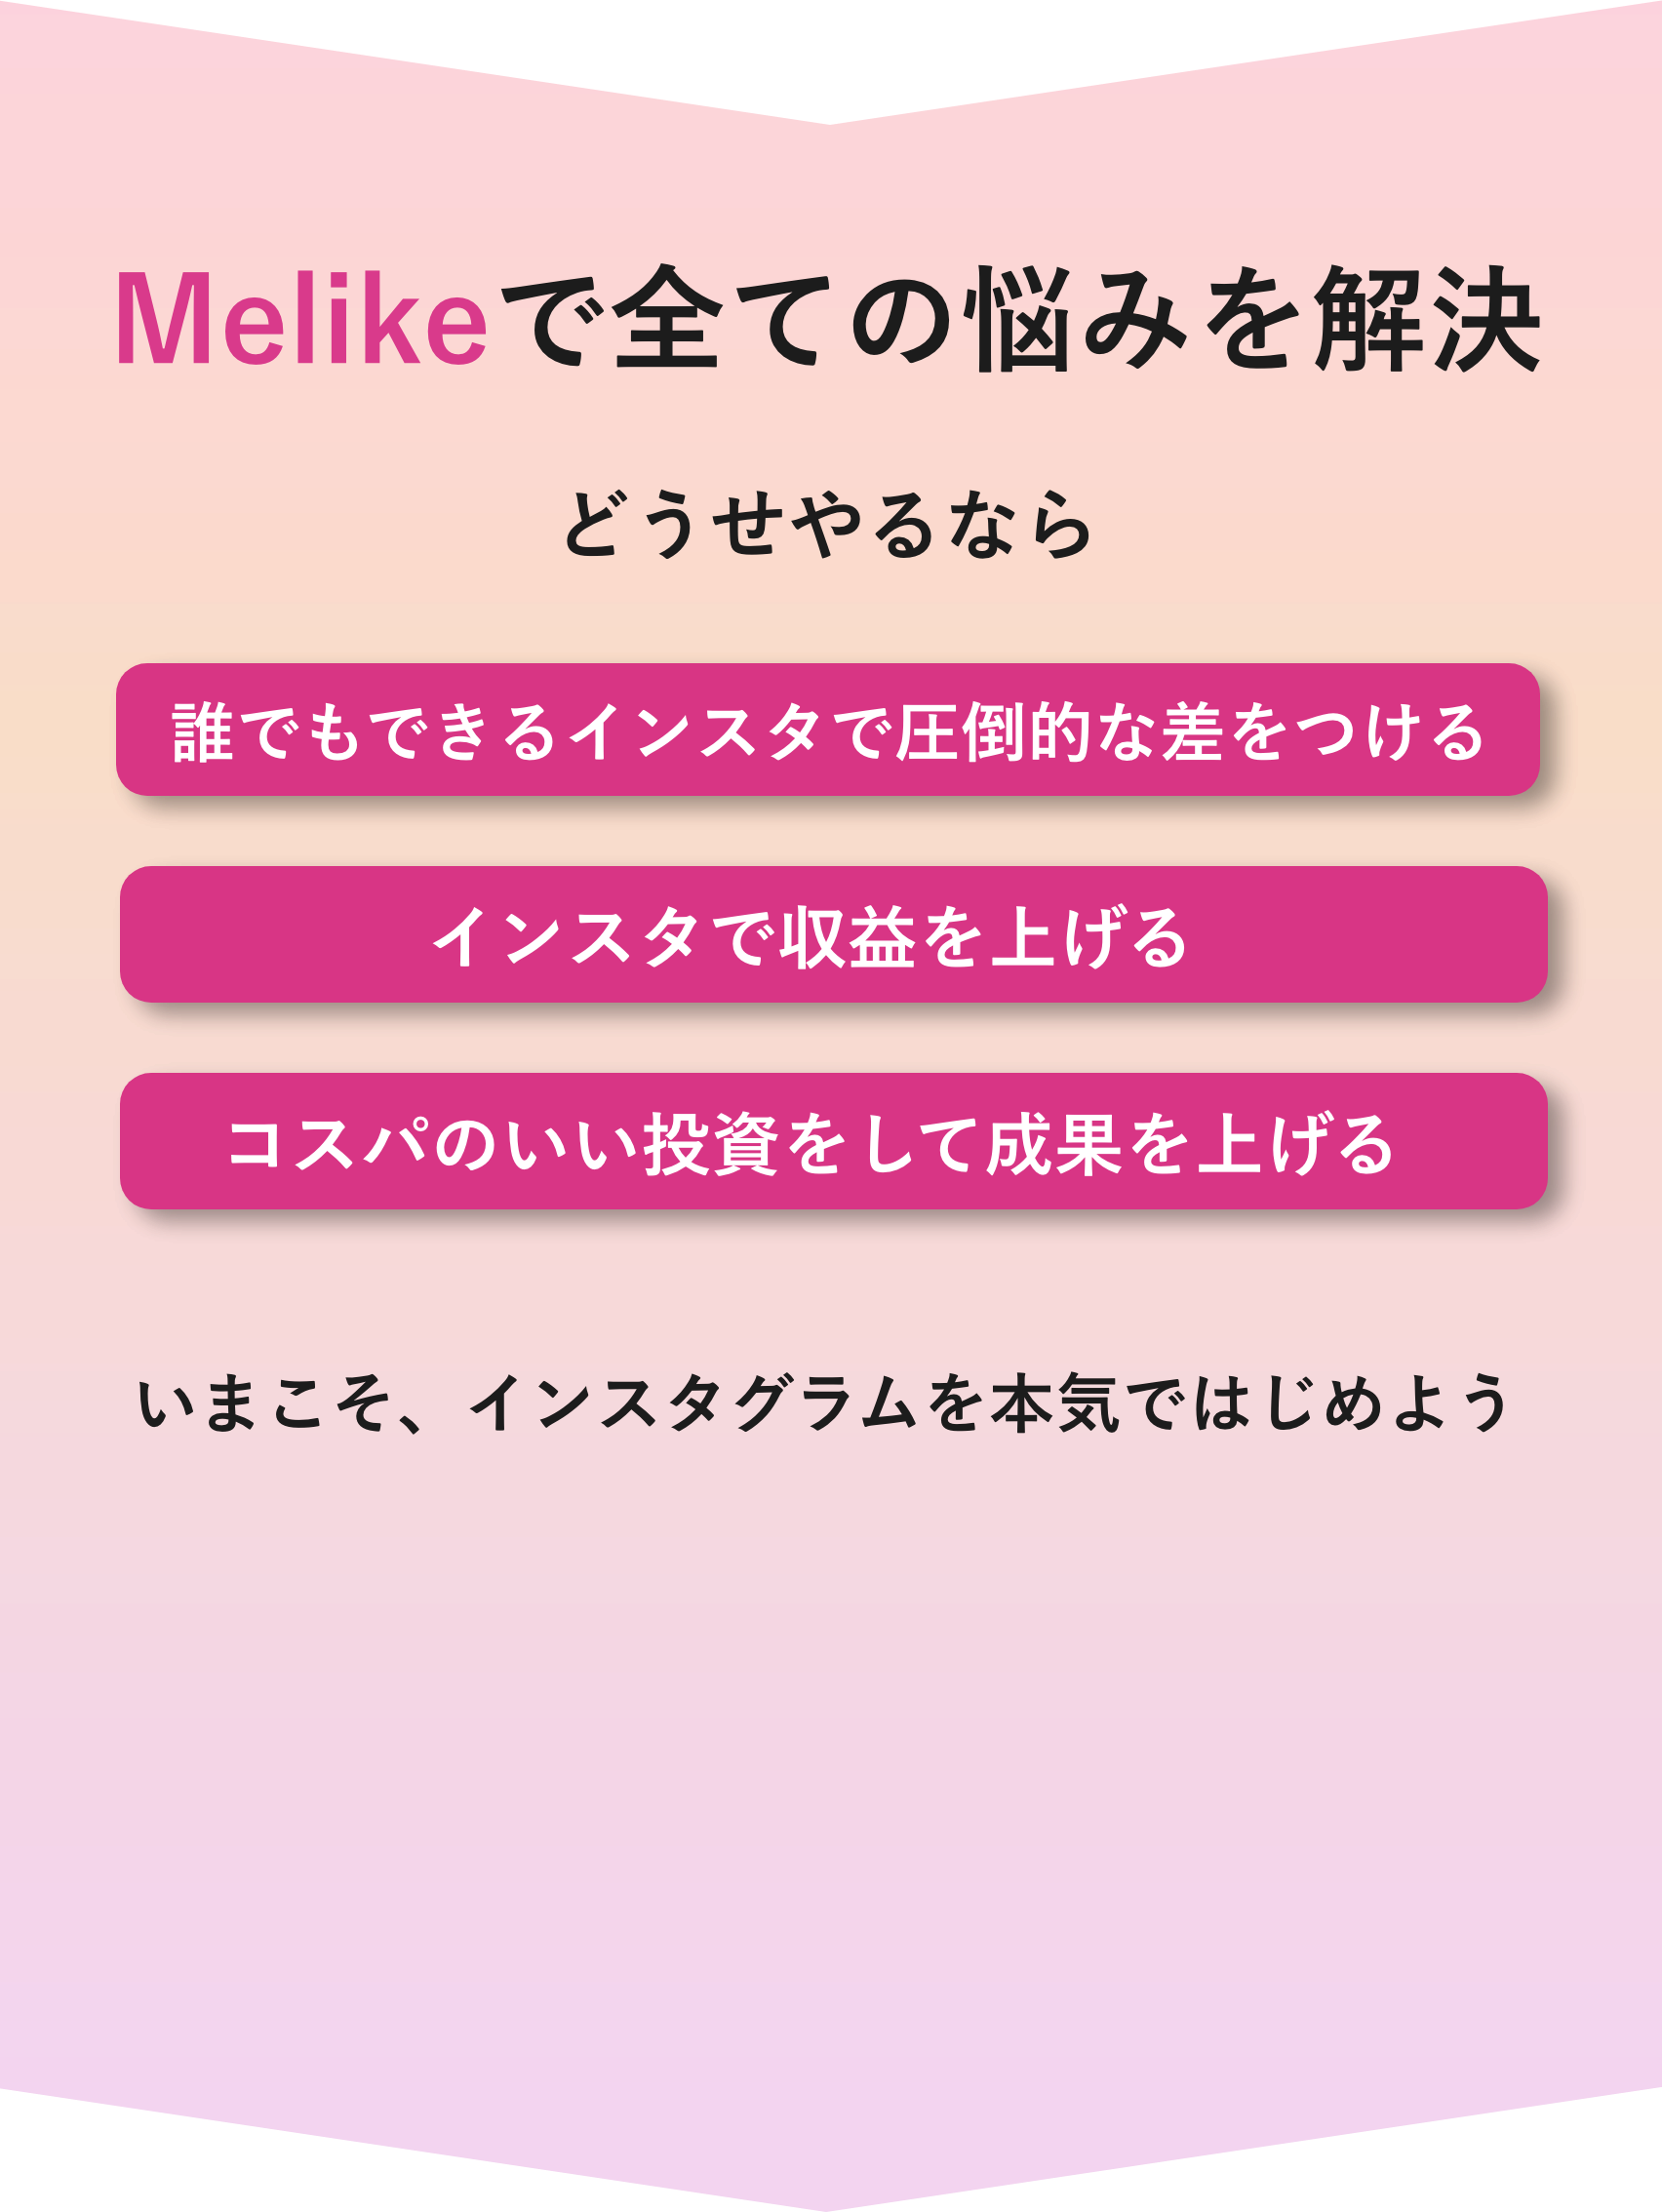 Melikeで全ての悩みを解決
どうせやるなら
誰でもできるインスタで圧倒的な差をつける
インスタで収益を上げる
コスパのいい投資をして成果を上げる
いまこそ、インスタグラムを本気ではじめよう